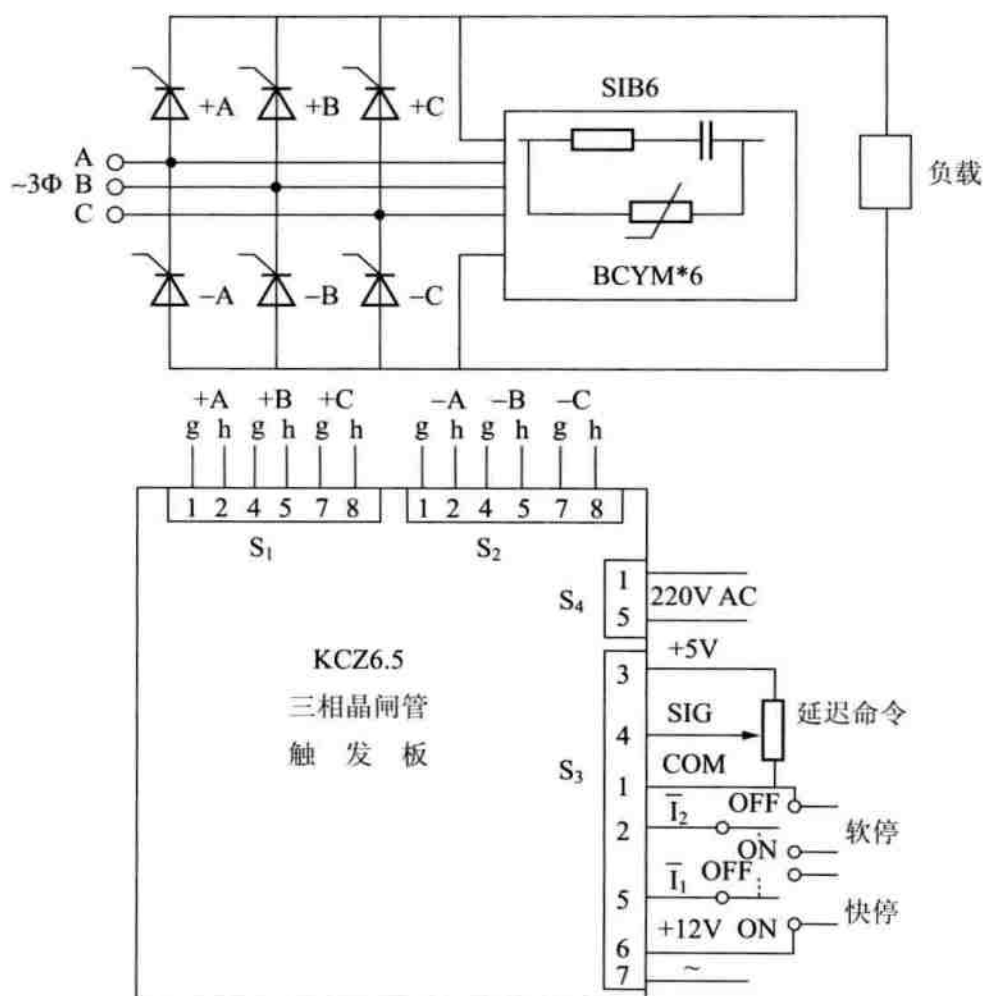 SIB6
+A +B +C
A
~3Φ B
C
负载
−A −B −C
BCYM*6
+A +B +C −A −B −C
g h g h g h g h g h g h
1 2 4 5 7 8 1 2 4 5 7 8
S₁ S₂
S₄
1
220V AC
5
KCZ6.5
三相晶闸管
触 发 板
S₃
+5V
3
SIG
4
延迟命令
COM
1
OFF
I̅₂
2
软停
ON
OFF
I̅₁
5
快停
+12V ON
6
7 ~